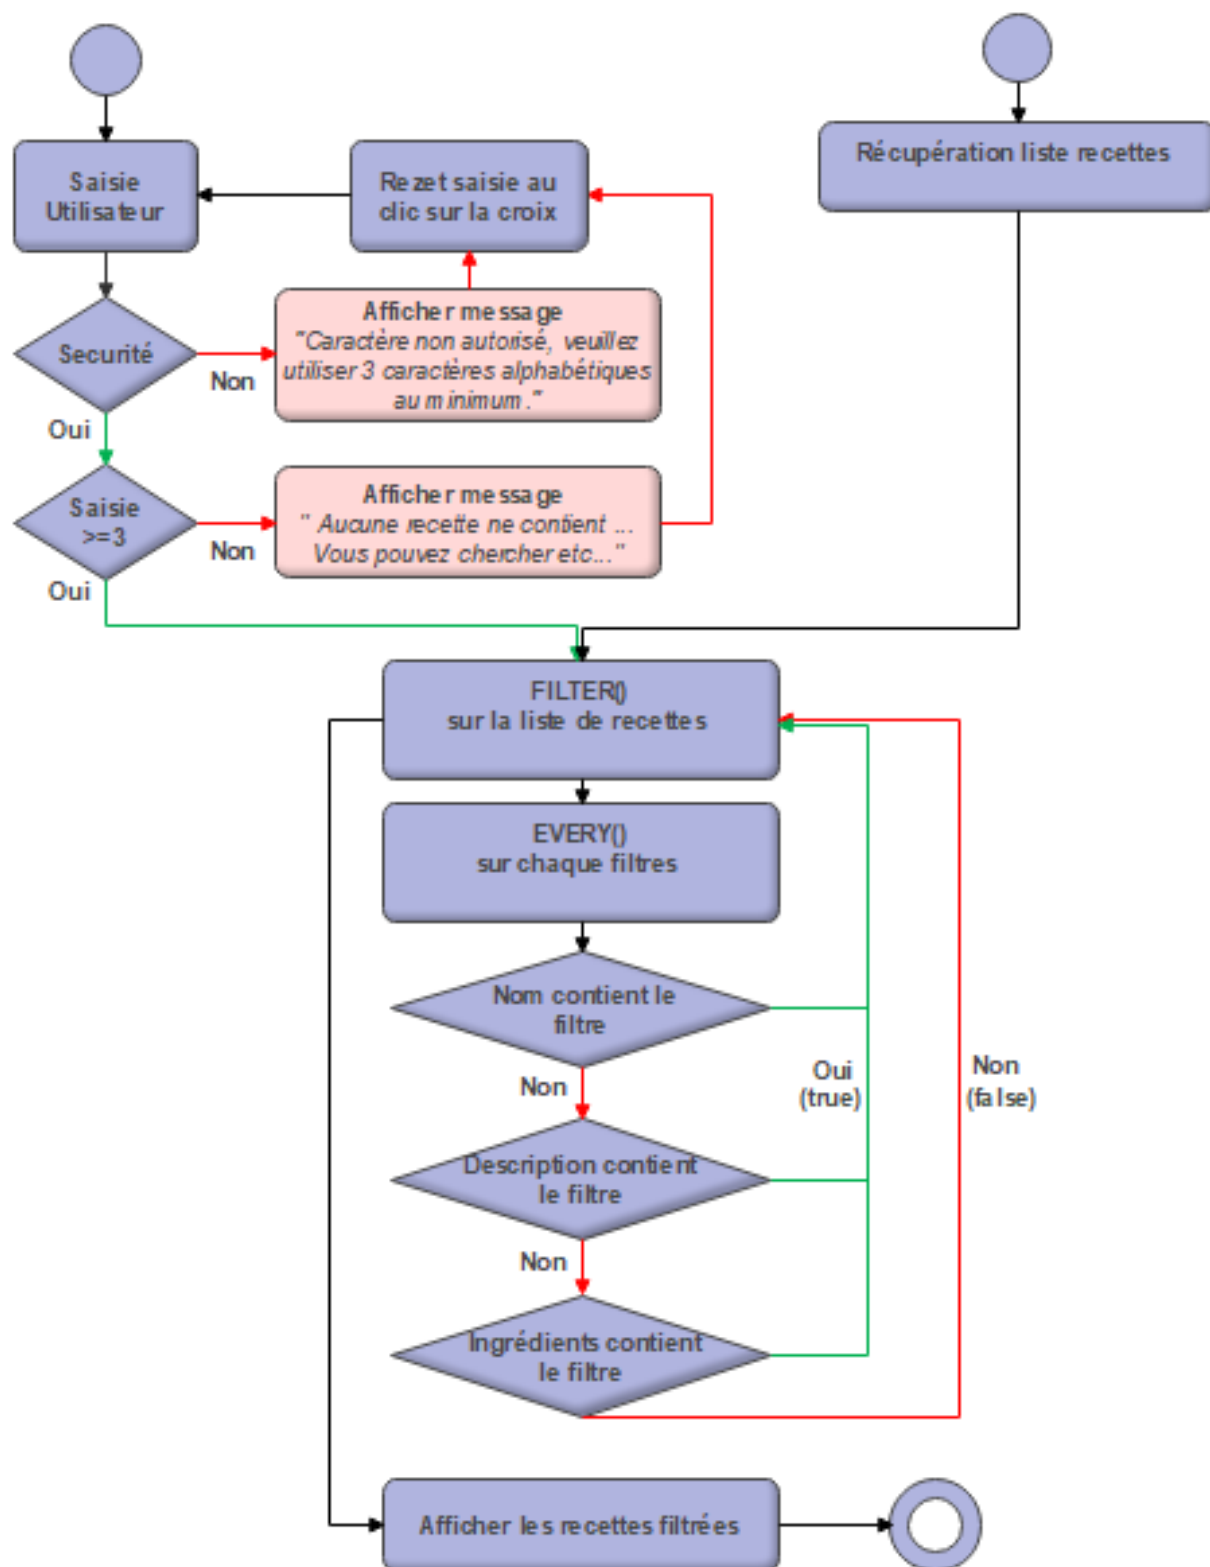 Récupération liste recettes
Saisie
Utilisateur
Rezet saisie au
clic sur la croix
Sécurité
Non
Afficher message
"Caractère non autorisé, veuillez
utiliser 3 caractères alphabétiques
au minimum."
Oui
Saisie
>=3
Non
Afficher message
" Aucune recette ne contient ...
Vous pouvez chercher etc..."
Oui
FILTER()
sur la liste de recettes
EVERY()
sur chaque filtres
Nom contient le
filtre
Non
Oui
(true)
Non
(false)
Description contient
le filtre
Non
Ingrédients contient
le filtre
Afficher les recettes filtrées